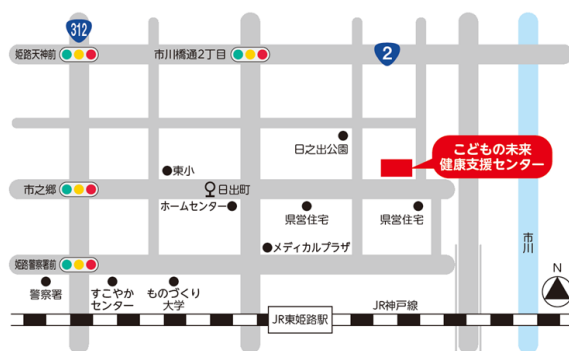 312
姫路天神前
市川橋通2丁目
2
日之出公園
こどもの未来
健康支援センター
東小
市之郷
日出町
ホームセンター
県営住宅
県営住宅
市川
メディカルプラザ
姫路警察署前
N
警察署
すこやか
センター
ものづくり
大学
JR東姫路駅
JR神戸線